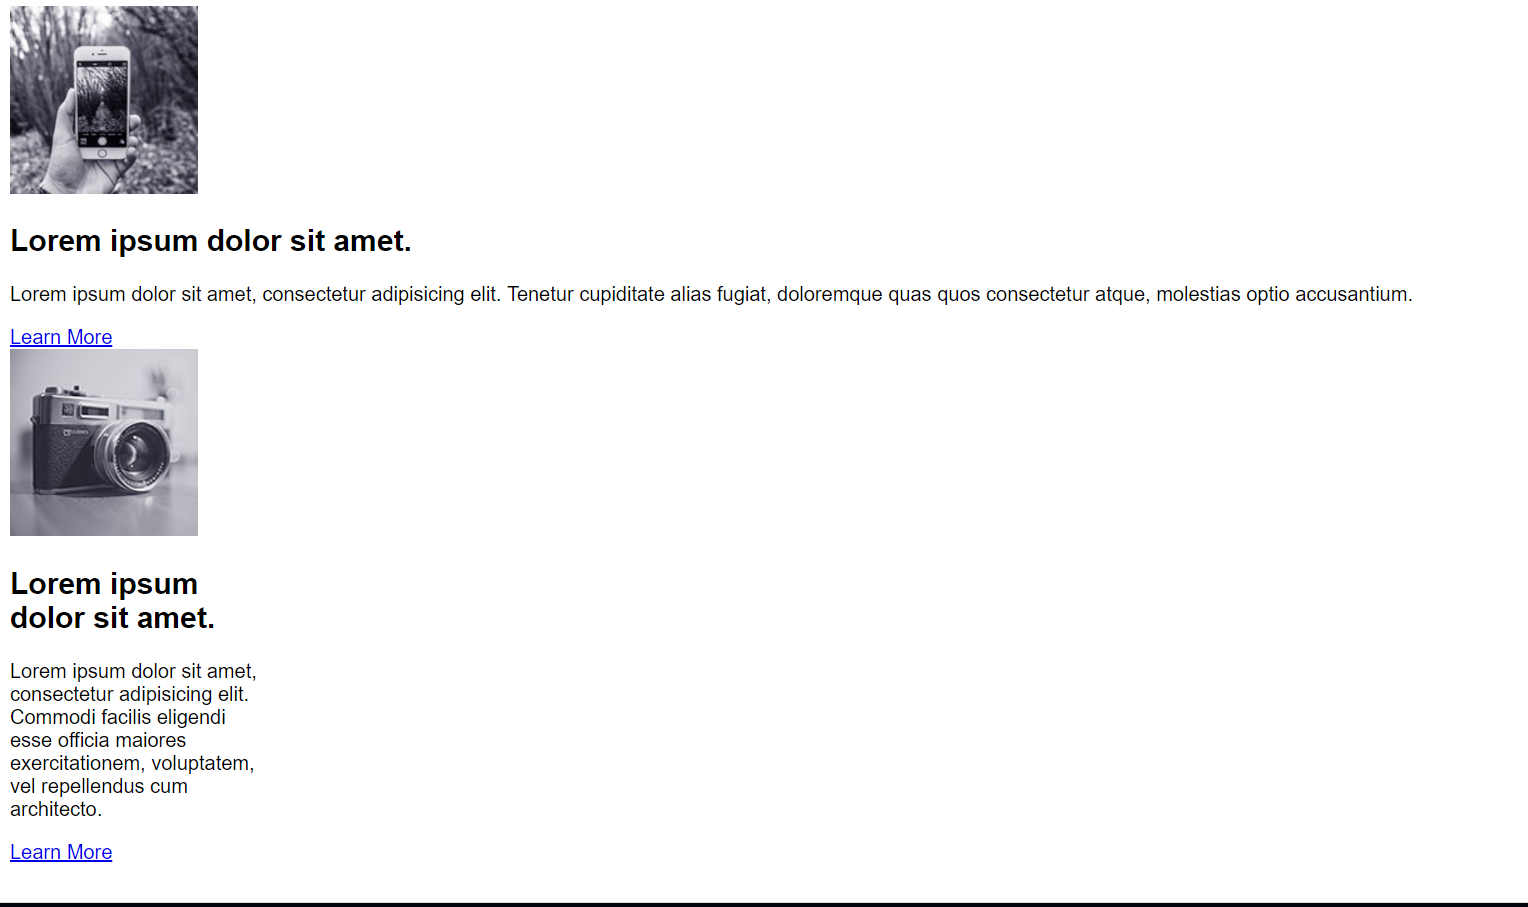 Lorem ipsum dolor sit amet.
Lorem ipsum dolor sit amet, consectetur adipisicing elit. Tenetur cupiditate alias fugiat, doloremque quas quos consectetur atque, molestias optio accusantium.
Learn More
Lorem ipsum
dolor sit amet.
Lorem ipsum dolor sit amet,
consectetur adipisicing elit.
Commodi facilis eligendi
esse officia maiores
exercitationem, voluptatem,
vel repellendus cum
architecto.
Learn More